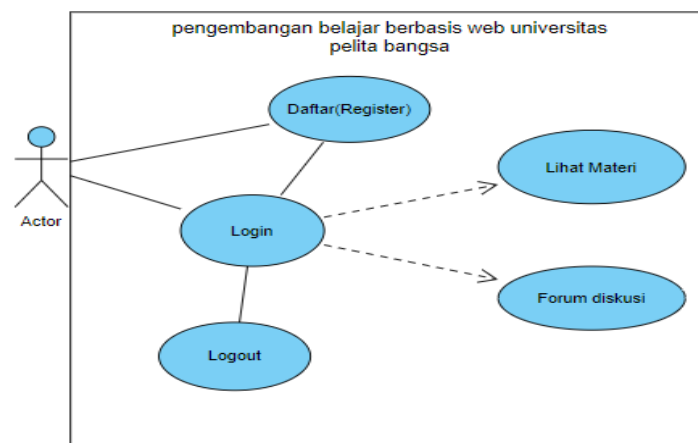 pengembangan belajar berbasis web universitas
pelita bangsa
Daftar(Register)
Lihat Materi
Actor
Login
Forum diskusi
Logout